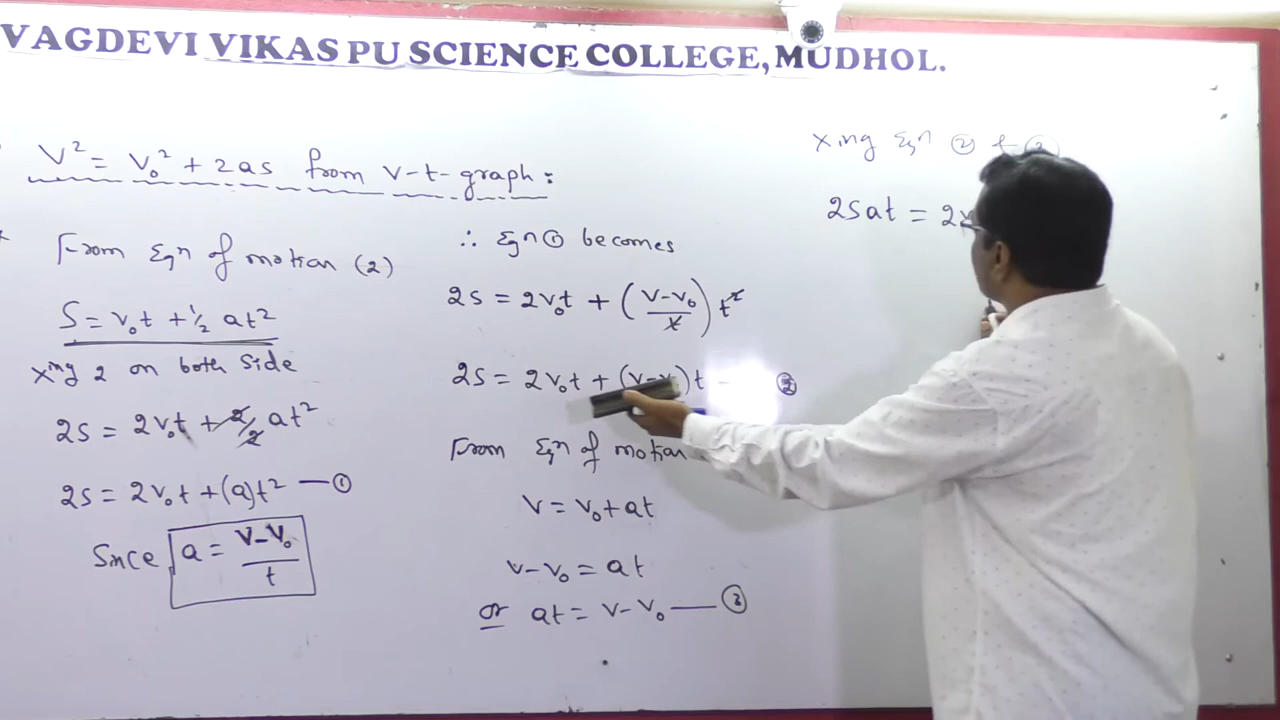 VAGDEVI VIKAS PU SCIENCE COLLEGE, MUDHOL.
V² = V₀² + 2as from v-t-graph:
From Eqn of motion (2)
S = v₀t + ½ at²
xing 2 on both side
2s = 2v₀t + 2/2 at²
2s = 2v₀t + (a)t² — ①
Since a = V-V₀/t
∴ Eqn ① becomes
2s = 2v₀t + (V-V₀/t) t²
2s = 2v₀t + (v-v₀)t — ②
From Eqn of motion
v = v₀+at
v-v₀ = at
or at = v-v₀ — ③
xing Eqn ② & ③
2sat =